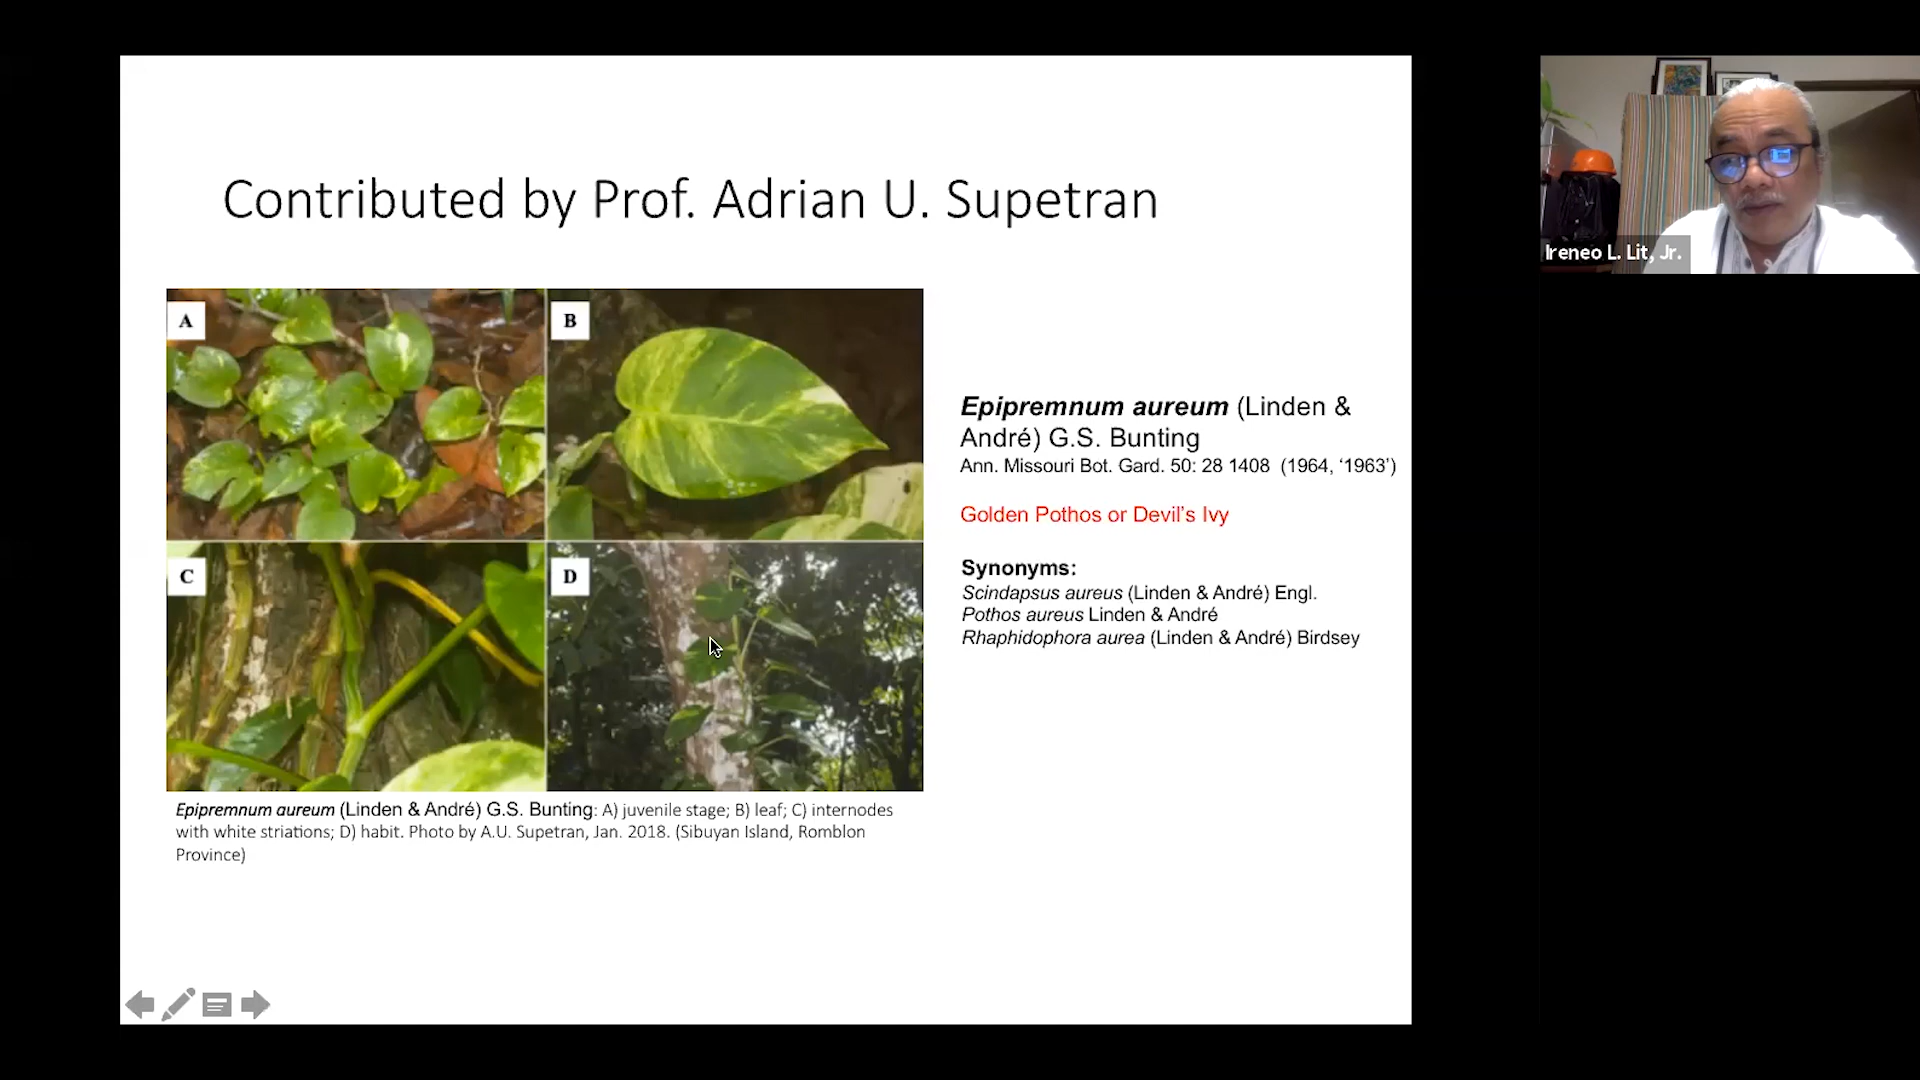 Contributed by Prof. Adrian U. Supetran
Ireneo L. Lit, Jr.
A
B
C
D
Epipremnum aureum (Linden &
André) G.S. Bunting
Ann. Missouri Bot. Gard. 50: 28 1408 (1964, ‘1963’)
Golden Pothos or Devil’s Ivy
Synonyms:
Scindapsus aureus (Linden & André) Engl.
Pothos aureus Linden & André
Rhaphidophora aurea (Linden & André) Birdsey
Epipremnum aureum (Linden & André) G.S. Bunting: A) juvenile stage; B) leaf; C) internodes
with white striations; D) habit. Photo by A.U. Supetran, Jan. 2018. (Sibuyan Island, Romblon
Province)